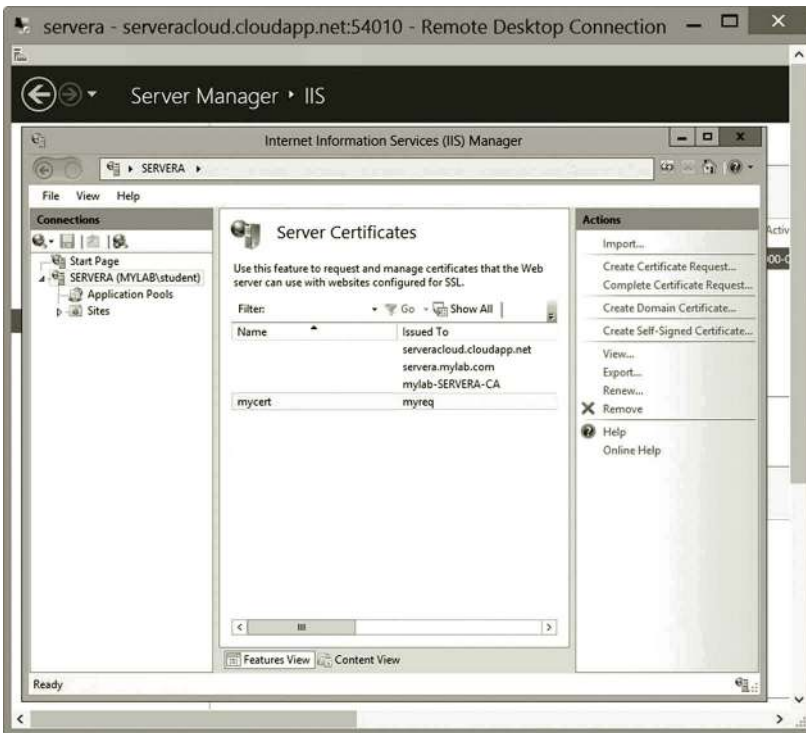 servera - serveracloud.cloudapp.net:54010 - Remote Desktop Connection
Server Manager ‣ IIS
Internet Information Services (IIS) Manager
SERVERA
File View Help
Connections
Start Page
SERVERA (MYLAB\student)
Application Pools
Sites
Server Certificates
Use this feature to request and manage certificates that the Web
server can use with websites configured for SSL.
Filter: Go Show All
Name Issued To
serveracloud.cloudapp.net
servera.mylab.com
mylab-SERVERA-CA
mycert myreq
Features View Content View
Actions
Import...
Create Certificate Request...
Complete Certificate Request...
Create Domain Certificate...
Create Self-Signed Certificate...
View...
Export...
Renew...
Remove
Help
Online Help
Activ
00-0
Ready